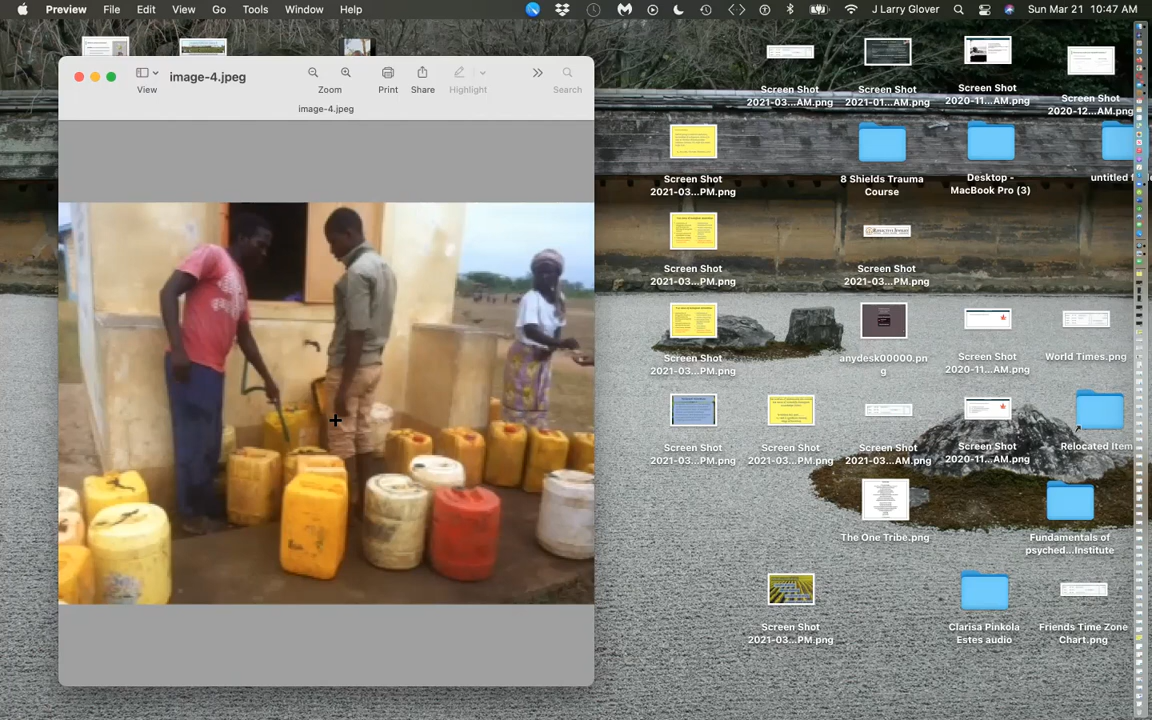 Preview File Edit View Go Tools Window Help J Larry Glover Sun Mar 21 10:47 AM
image-4.jpeg
View Zoom Print Share Highlight Search
image-4.jpeg
Screen Shot
2021-03...AM.png
Screen Shot
2021-01...AM.png
Screen Shot
2020-11...AM.png
Screen Shot
2020-12...AM.png
Screen Shot
2021-03...PM.png
8 Shields Trauma
Course
Desktop -
MacBook Pro (3)
untitled
Screen Shot
2021-03...PM.png
Screen Shot
2021-03...PM.png
Screen Shot
2021-03...PM.png
anydesk00000.pn
g
Screen Shot
2020-11...AM.png
World Times.png
Screen Shot
2021-03...PM.png
Screen Shot
2021-03...PM.png
Screen Shot
2021-03...AM.png
Screen Shot
2020-11...AM.png
Relocated Item
The One Tribe.png
Fundamentals of
psyched...Institute
Screen Shot
2021-03...PM.png
Clarisa Pinkola
Estes audio
Friends Time Zone
Chart.png